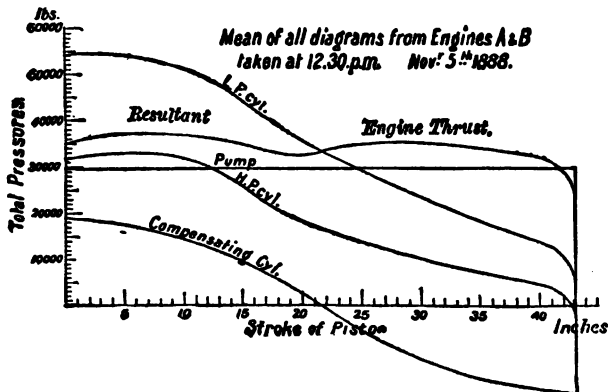 lbs.
60000
50000
40000
30000
20000
10000
Total Pressures.
Mean of all diagrams from Engines A&B
taken at 12.30.p.m. Novr. 5th 1888.
L.P. cyl.
Resultant
Engine Thrust.
Pump
H.P. cyl.
Compensating Cyl.
5
10
15
20
25
30
35
40
Inches
Stroke of Piston